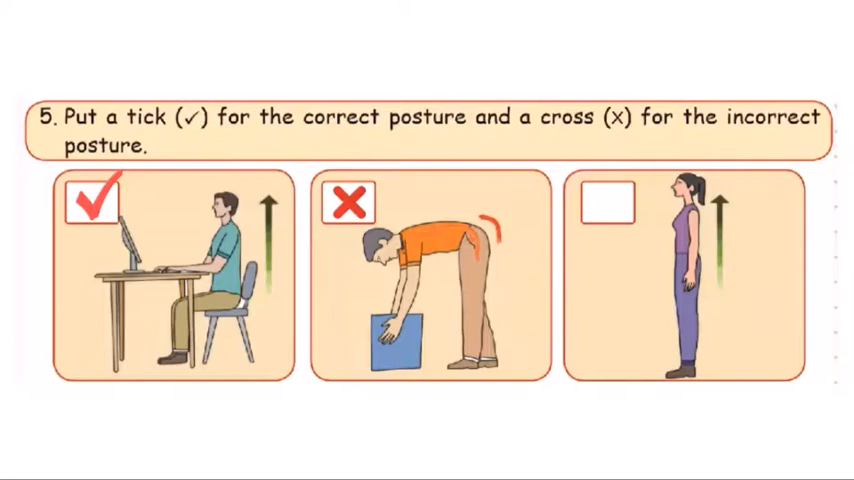 5. Put a tick (✓) for the correct posture and a cross (x) for the incorrect
posture.